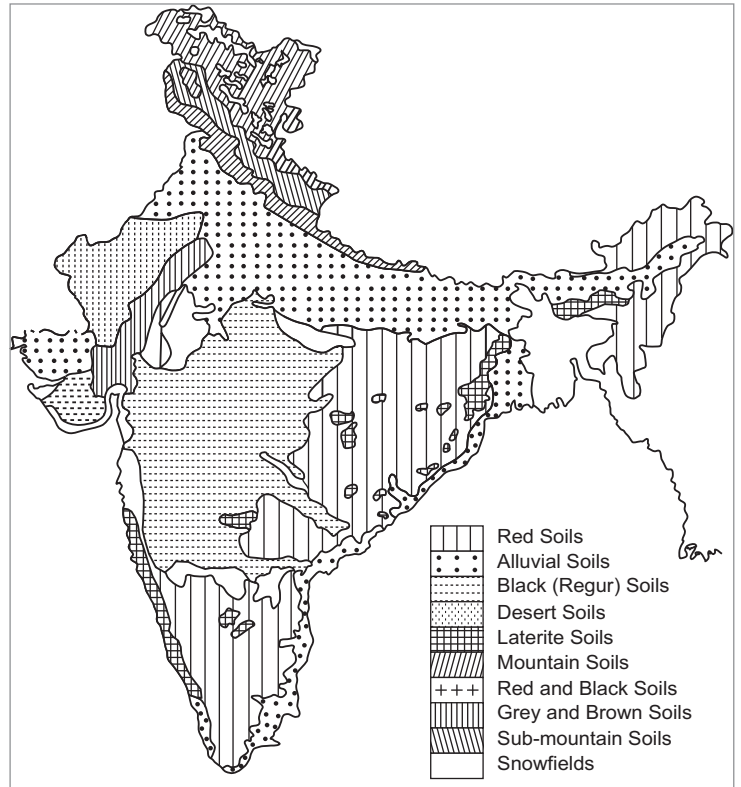 Red Soils
Alluvial Soils
Black (Regur) Soils
Desert Soils
Laterite Soils
Mountain Soils
Red and Black Soils
Grey and Brown Soils
Sub-mountain Soils
Snowfields